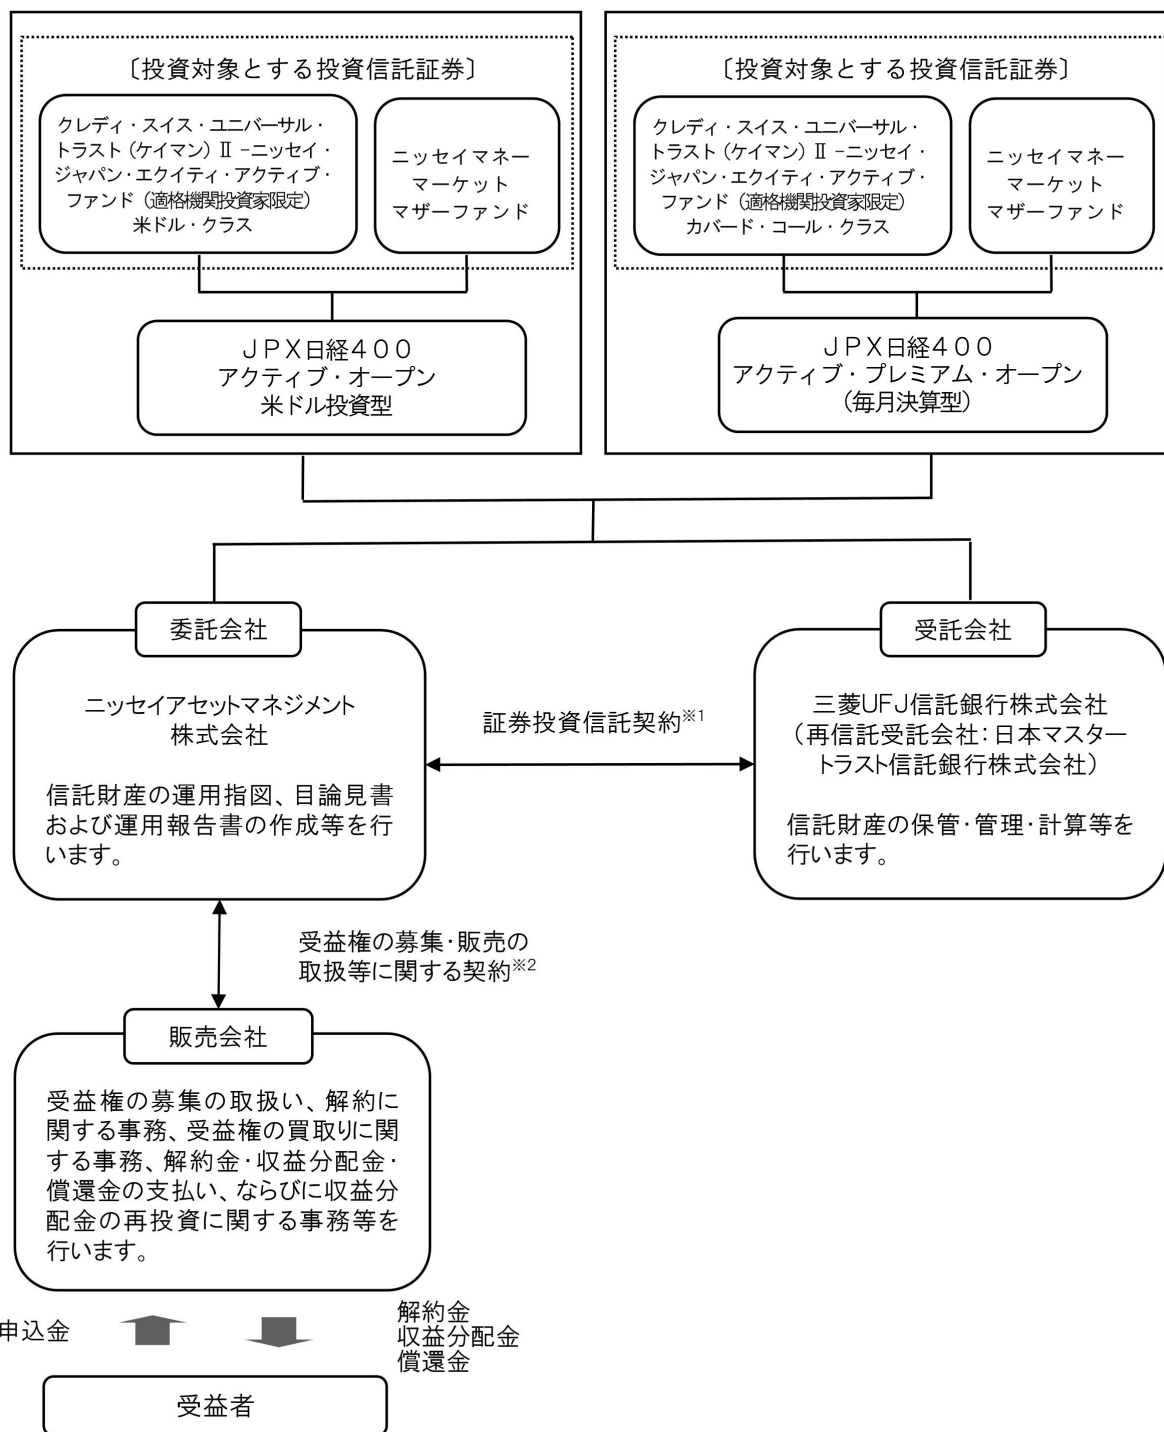 〔投資対象とする投資信託証券〕
クレディ・スイス・ユニバーサル・
トラスト（ケイマン）Ⅱ －ニッセイ・
ジャパン・エクイティ・アクティブ・
ファンド（適格機関投資家限定）
米ドル・クラス
ニッセイマネー
マーケット
マザーファンド
ＪＰＸ日経４００
アクティブ・オープン
米ドル投資型
〔投資対象とする投資信託証券〕
クレディ・スイス・ユニバーサル・
トラスト（ケイマン）Ⅱ －ニッセイ・
ジャパン・エクイティ・アクティブ・
ファンド（適格機関投資家限定）
カバード・コール・クラス
ニッセイマネー
マーケット
マザーファンド
ＪＰＸ日経４００
アクティブ・プレミアム・オープン
（毎月決算型）
委託会社
ニッセイアセットマネジメント
株式会社
信託財産の運用指図、目論見書
および運用報告書の作成等を行
います。
証券投資信託契約※1
受託会社
三菱UFJ信託銀行株式会社
（再信託受託会社：日本マスター
トラスト信託銀行株式会社）
信託財産の保管・管理・計算等を
行います。
受益権の募集・販売の
取扱等に関する契約※2
販売会社
受益権の募集の取扱い、解約に
関する事務、受益権の買取りに関
する事務、解約金・収益分配金・
償還金の支払い、ならびに収益分
配金の再投資に関する事務等を
行います。
申込金
解約金
収益分配金
償還金
受益者